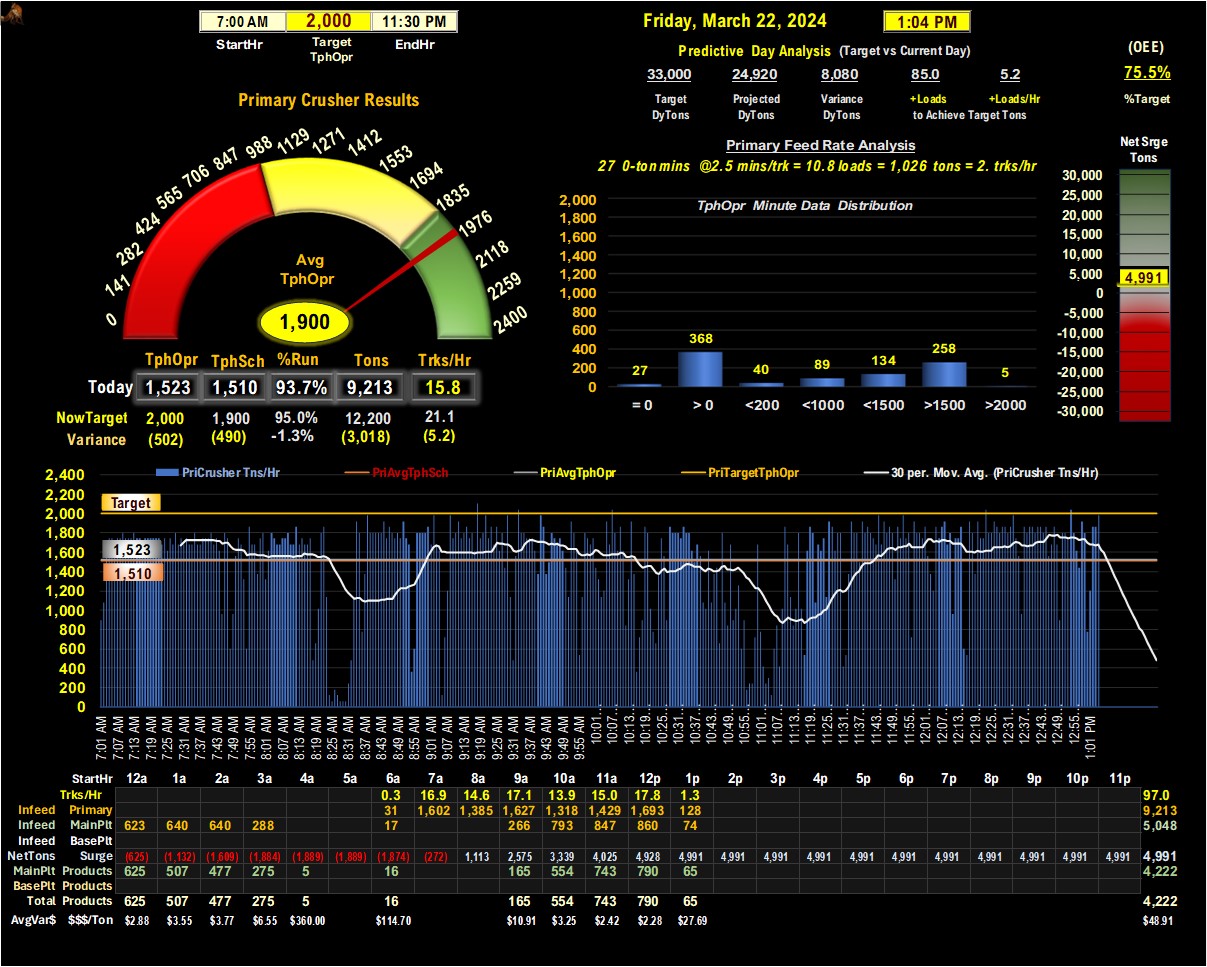 7:00 AM 2,000 11:30 PM
StartHr Target TphOpr EndHr
Friday, March 22, 2024 1:04 PM
Predictive Day Analysis (Target vs Current Day)
33,000 24,920 8,080 85.0 5.2
Target DyTons Projected DyTons Variance DyTons +Loads +Loads/Hr
to Achieve Target Tons
(OEE)
75.5%
%Target
Primary Crusher Results
0 141 282 424 565 706 847 988 1129 1271 1412 1553 1694 1835 1976 2118 2259 2400
Avg
TphOpr
1,900
TphOpr TphSch %Run Tons Trks/Hr
Today 1,523 1,510 93.7% 9,213 15.8
NowTarget 2,000 1,900 95.0% 12,200 21.1
Variance (502) (490) -1.3% (3,018) (5.2)
Primary Feed Rate Analysis
27 0-ton mins @2.5 mins/trk = 10.8 loads = 1,026 tons = 2. trks/hr
TphOpr Minute Data Distribution
2,000
1,800
1,600
1,400
1,200
1,000
800
600
400
200
0
27 368 40 89 134 258 5
= 0 > 0 <200 <1000 <1500 >1500 >2000
Net Srge
Tons
30,000
25,000
20,000
15,000
10,000
5,000
0
-5,000
-10,000
-15,000
-20,000
-25,000
-30,000
4,991
PriCrusher Tns/Hr PriAvgTphSch PriAvgTphOpr PriTargetTphOpr 30 per. Mov. Avg. (PriCrusher Tns/Hr)
2,400
2,200
2,000
1,800
1,600
1,400
1,200
1,000
800
600
400
200
0
Target
1,523
1,510
7:01 AM 7:07 AM 7:13 AM 7:19 AM 7:25 AM 7:31 AM 7:37 AM 7:43 AM 7:49 AM 7:55 AM 8:01 AM 8:07 AM 8:13 AM 8:19 AM 8:25 AM 8:31 AM 8:37 AM 8:43 AM 8:49 AM 8:55 AM 9:01 AM 9:07 AM 9:13 AM 9:19 AM 9:25 AM 9:31 AM 9:37 AM 9:43 AM 9:49 AM 9:55 AM 10:01... 10:07... 10:13... 10:19... 10:25... 10:31... 10:37... 10:43... 10:49... 10:55... 11:01... 11:07... 11:13... 11:19... 11:25... 11:31... 11:37... 11:43... 11:49... 11:55... 12:01... 12:07... 12:13... 12:19... 12:25... 12:31... 12:37... 12:43... 12:49... 12:55... 1:01 PM
StartHr 12a 1a 2a 3a 4a 5a 6a 7a 8a 9a 10a 11a 12p 1p 2p 3p 4p 5p 6p 7p 8p 9p 10p 11p
Trks/Hr 0.3 16.9 14.6 17.1 13.9 15.0 17.8 1.3 97.0
Infeed Primary 31 1,602 1,385 1,627 1,318 1,429 1,693 128 9,213
Infeed MainPlt 623 640 640 288 17 266 793 847 860 74 5,048
Infeed BasePlt
NetTons Surge (625) (1,132) (1,609) (1,884) (1,889) (1,889) (1,874) (272) 1,113 2,575 3,339 4,025 4,928 4,991 4,991 4,991 4,991 4,991 4,991 4,991 4,991 4,991 4,991 4,991 4,991
MainPlt Products 625 507 477 275 5 16 165 554 743 790 65 4,222
BasePlt Products
Total Products 625 507 477 275 5 16 165 554 743 790 65 4,222
AvgVar$ $$$/Ton $2.88 $3.55 $3.77 $6.55 $360.00 $114.70 $10.91 $3.25 $2.42 $2.28 $27.69 $48.91